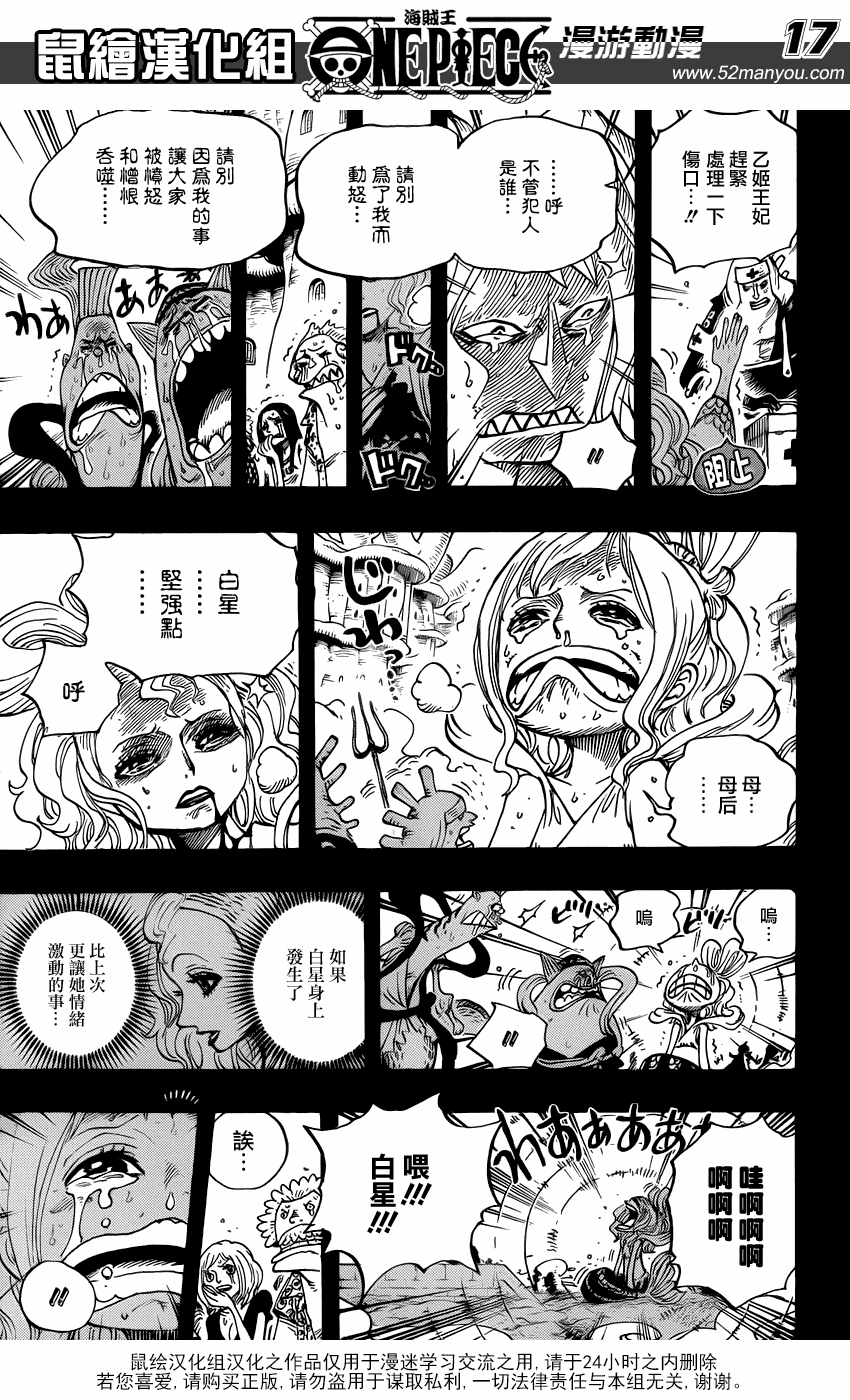 鼠繪漢化組
海賊王
ONE PIECE
漫游動漫
www.52manyou.com
17
乙姬王妃
趕緊
處理一下
傷口…!!
阻止
……呼
不管犯人
是誰…
〃
請別
爲了我而
動怒…
ドクッ
ドクッ
請別
因爲我的事
讓大家
被憤怒
和憎恨
吞噬……
わあ
ああぁ
母…
……母后
じわっ…
白星
……
堅强點
……
呼
嗚…
嗚
ビリッ
ビリッ
〃
如果
白星身上
發生了
比上次
更讓她情緒
激動的事…
わあぁぁああ
哇啊啊啊
啊啊啊
喂!!!
白星!!!
誒…
〃
鼠绘汉化组汉化之作品仅用于漫迷学习交流之用, 请于24小时之内删除
若您喜爱, 请购买正版, 请勿盗用于谋取私利, 一切法律责任与本组无关, 谢谢。